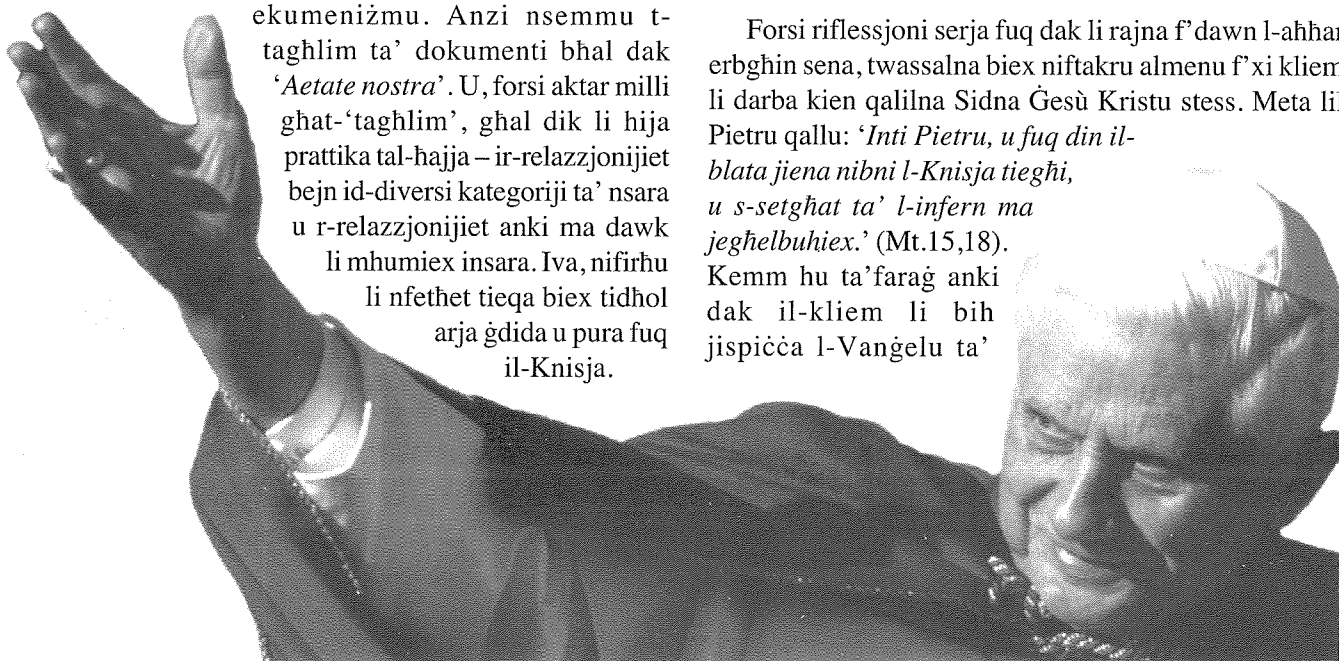 ekumeniżmu. Anzi nsemmu t-
tagħlim ta’ dokumenti bħal dak
‘Aetate nostra’. U, forsi aktar milli
għat-‘tagħlim’, għal dik li hija
prattika tal-ħajja – ir-relazzjonijiet
bejn id-diversi kategoriji ta’ nsara
u r-relazzjonijiet anki ma dawk
li mhumiex insara. Iva, nifirħu
li nfetħet tieqa biex tidħol
arja ġdida u pura fuq
il-Knisja.
Forsi riflessjoni serja fuq dak li rajna f’dawn l-aħħar
erbgħin sena, twassalna biex niftakru almenu f’xi kliem
li darba kien qalilna Sidna Ġesù Kristu stess. Meta lil
Pietru qallu: ‘Inti Pietru, u fuq din il-
blata jiena nibni l-Knisja tiegħi,
u s-setgħat ta’ l-infern ma
jegħelbuhiex.’ (Mt.15,18).
Kemm hu ta’faraġ anki
dak il-kliem li bih
jispiċċa l-Vanġelu ta’